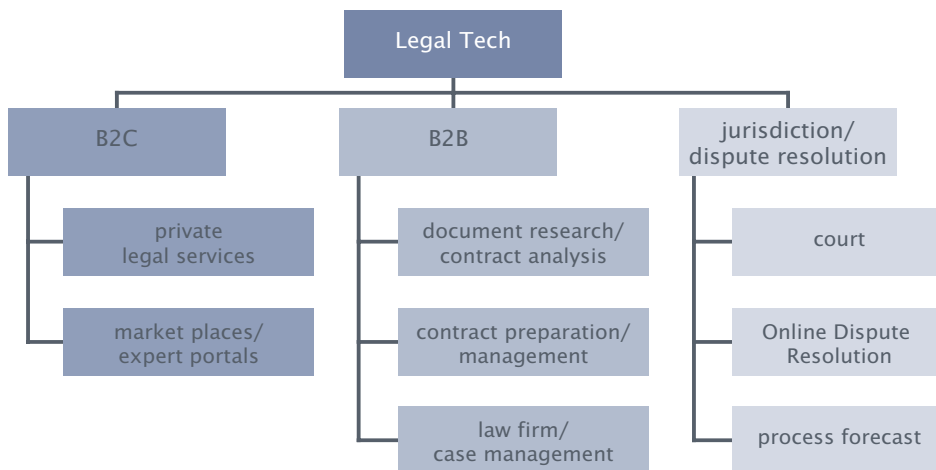 Legal Tech
B2C
B2B
jurisdiction/
dispute resolution
private
legal services
document research/
contract analysis
court
market places/
expert portals
contract preparation/
management
Online Dispute
Resolution
law firm/
case management
process forecast